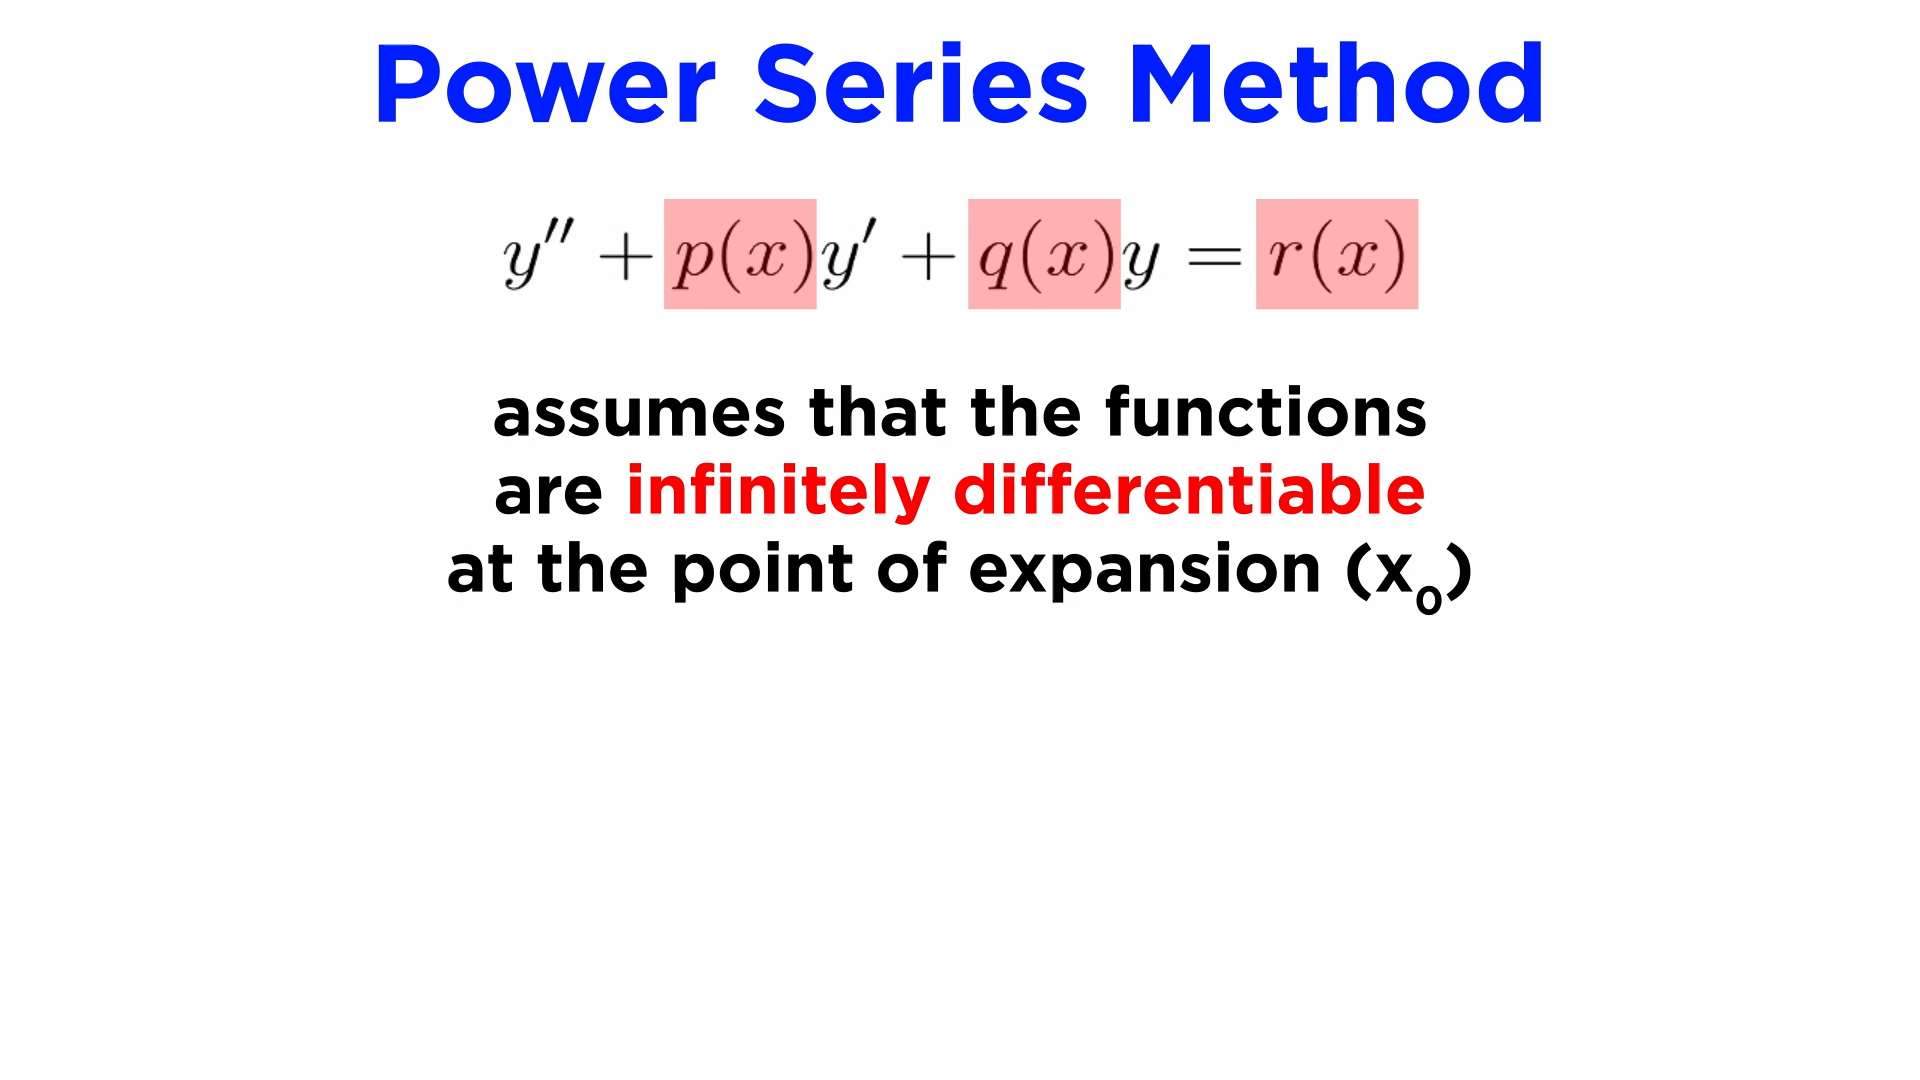 Power Series Method
y″ + p(x)y′ + q(x)y = r(x)
assumes that the functions
are infinitely differentiable
at the point of expansion (x₀)